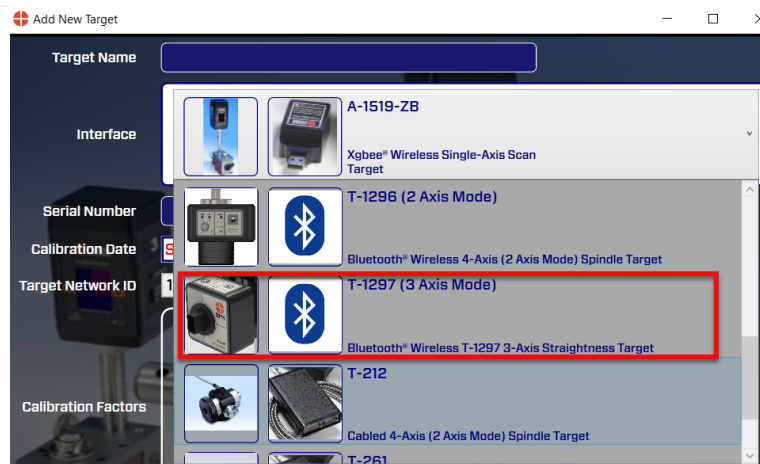 Add New Target
Target Name
Interface
A-1519-ZB
Xgbee® Wireless Single-Axis Scan
Target
T-1296 (2 Axis Mode)
Bluetooth® Wireless 4-Axis (2 Axis Mode) Spindle Target
Serial Number
Calibration Date
S
Target Network ID
1
T-1297 (3 Axis Mode)
Bluetooth® Wireless T-1297 3-Axis Straightness Target
T-212
Calibration Factors
Cabled 4-Axis (2 Axis Mode) Spindle Target
T-261